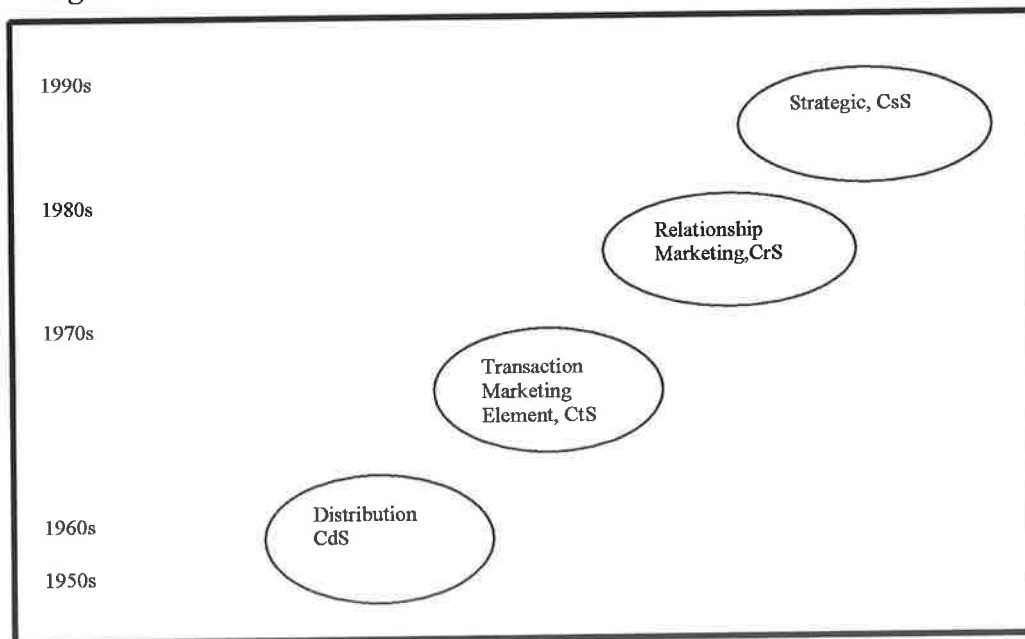 1990s
Strategic, CsS
1980s
Relationship
Marketing,CrS
1970s
Transaction
Marketing
Element, CtS
Distribution
1960s
CdS
1950s